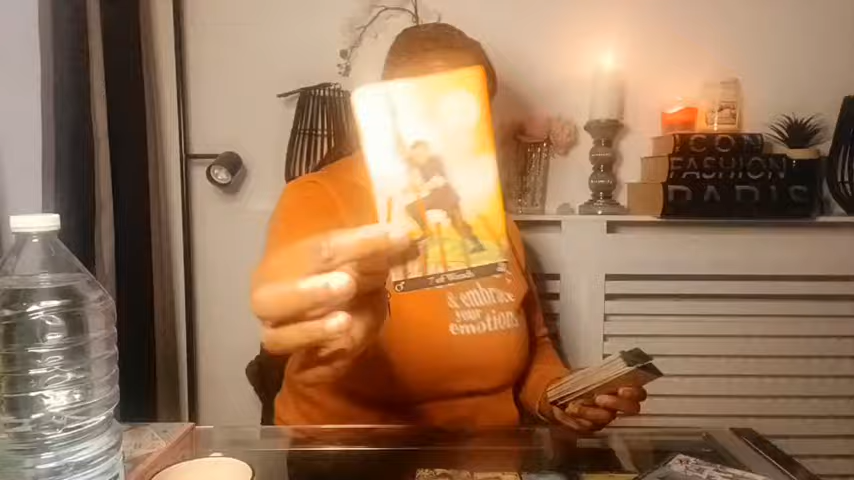 ICON
FASHION
PARIS
7 of Wands
& embrace
your
emotions